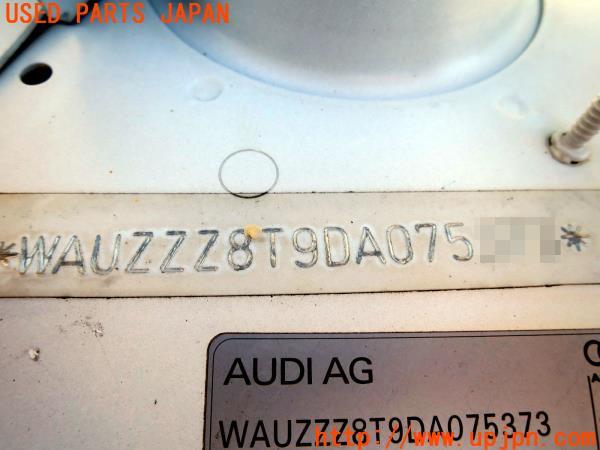 USED PARTS JAPAN
*WAUZZZ8T9DA075
*
AUDI AG
WAUZZZ8T9DA075373
http://www.upjpn.com